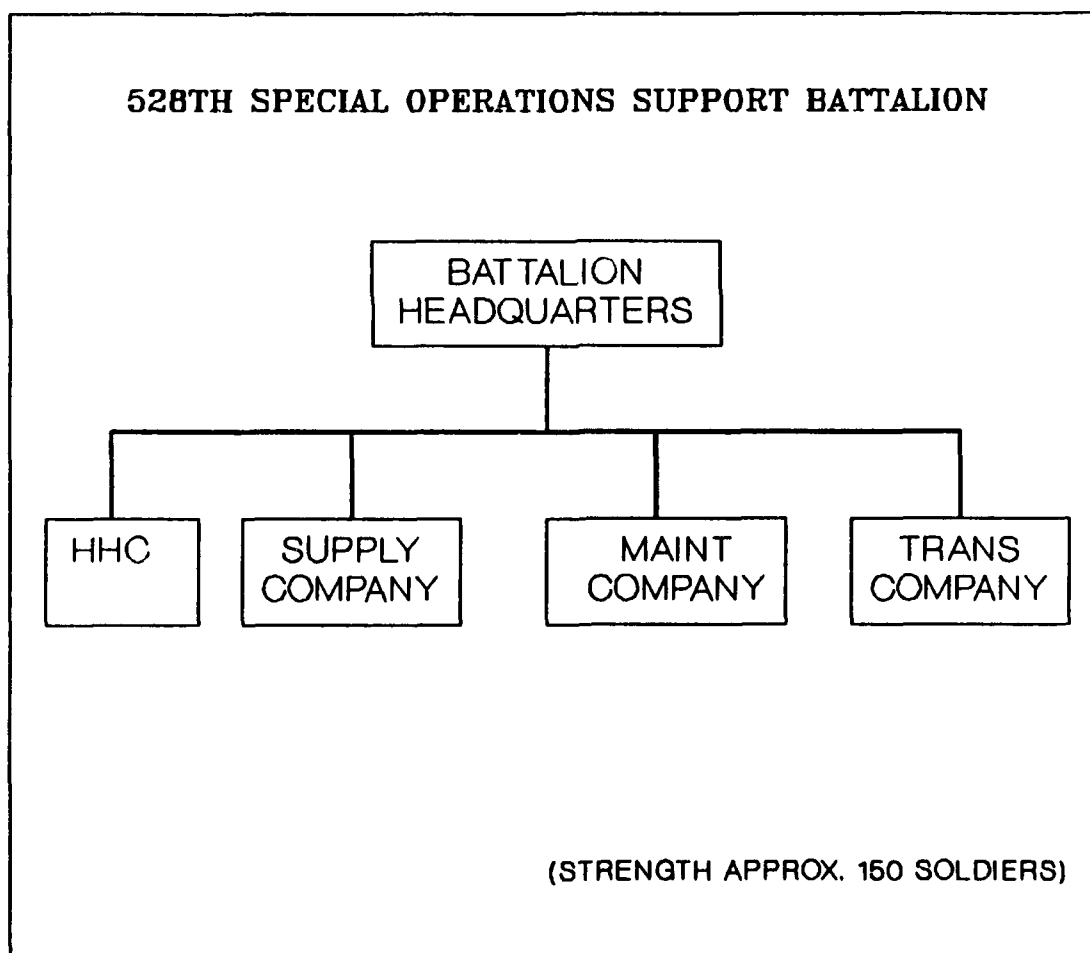 528TH SPECIAL OPERATIONS SUPPORT BATTALION
BATTALION
HEADQUARTERS
HHC
SUPPLY
COMPANY
MAINT
COMPANY
TRANS
COMPANY
(STRENGTH APPROX. 150 SOLDIERS)